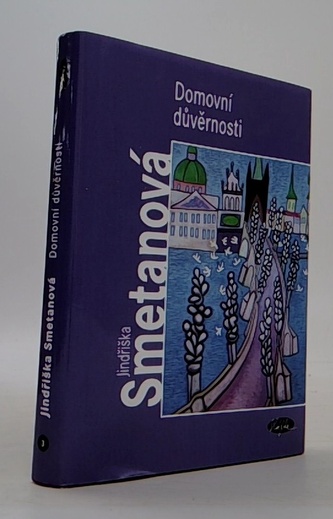 Domovní
důvěrnosti
Jindřiška
Smetanová
Jindřiška Smetanová Domovní důvěrnosti